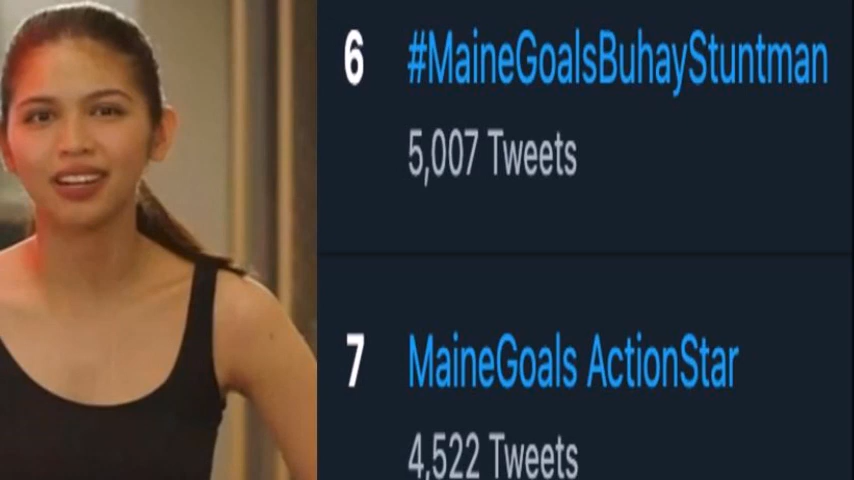 6 #MaineGoalsBuhayStuntman
5,007 Tweets
7 MaineGoals ActionStar
4,522 Tweets